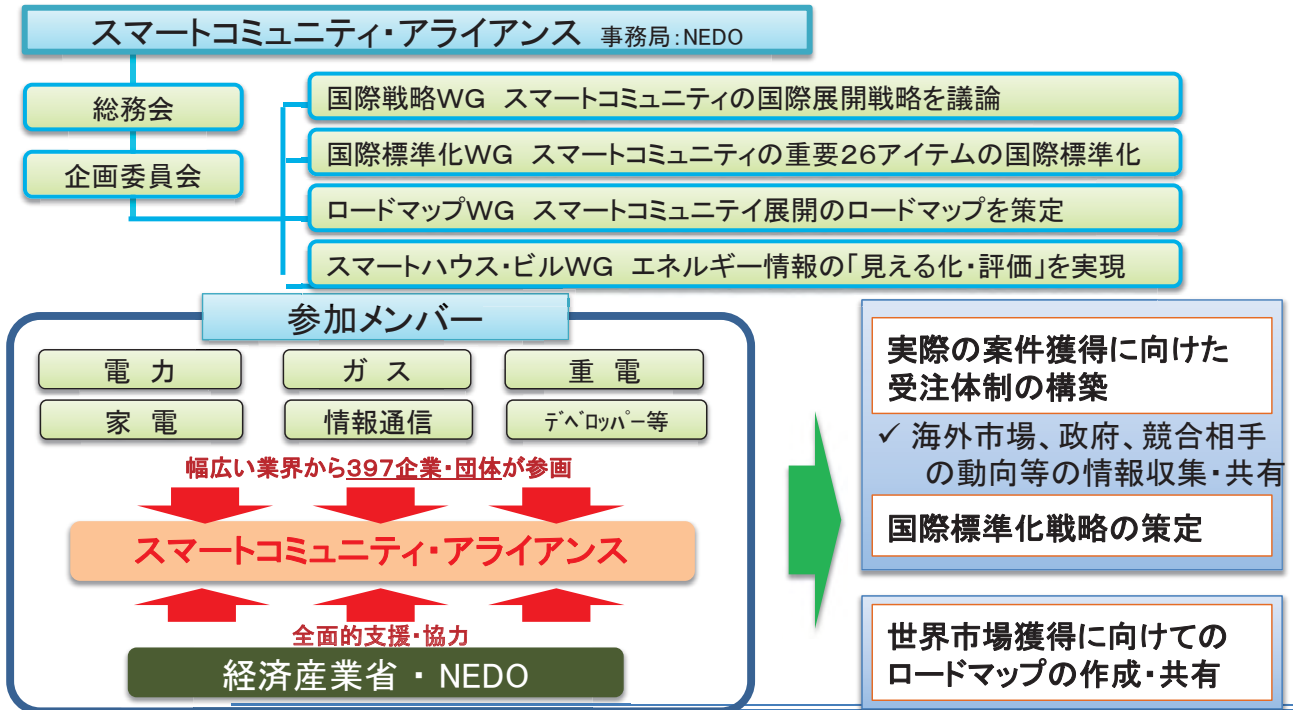 スマートコミュニティ・アライアンス 事務局:NEDO
総務会
企画委員会
国際戦略WG スマートコミュニティの国際展開戦略を議論
国際標準化WG スマートコミュニティの重要26アイテムの国際標準化
ロードマップWG スマートコミュニテイ展開のロードマップを策定
スマートハウス・ビルWG エネルギー情報の「見える化・評価」を実現
参加メンバー
電 力
ガ ス
重 電
家 電
情報通信
ﾃﾞﾍﾞﾛｯﾊﾟｰ等
幅広い業界から397企業・団体が参画
スマートコミュニティ・アライアンス
全面的支援・協力
経済産業省 ・ NEDO
実際の案件獲得に向けた
受注体制の構築
✓ 海外市場、政府、競合相手
の動向等の情報収集・共有
国際標準化戦略の策定
世界市場獲得に向けての
ロードマップの作成・共有